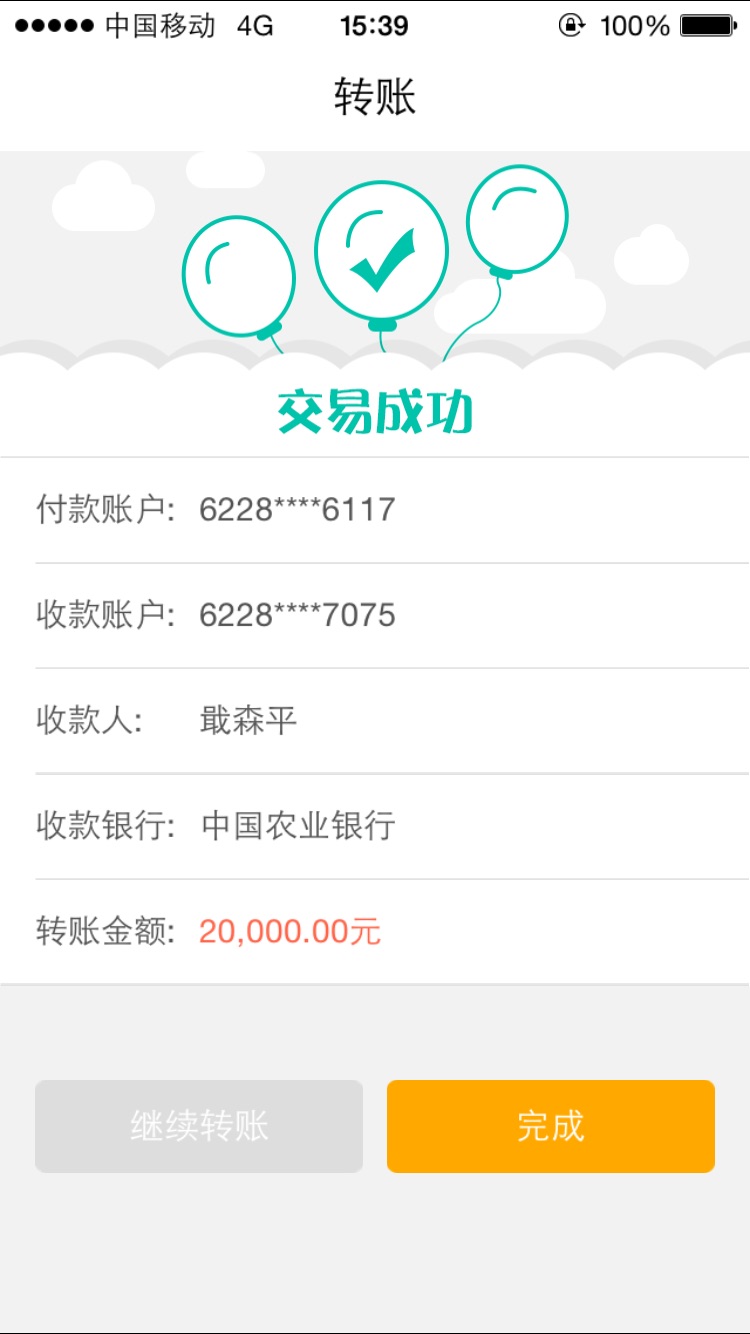 ●●●●● 中国移动 4G 15:39 100%
转账
交易成功
付款账户: 6228****6117
收款账户: 6228****7075
收款人: 戢森平
收款银行: 中国农业银行
转账金额: 20,000.00元
继续转账 完成